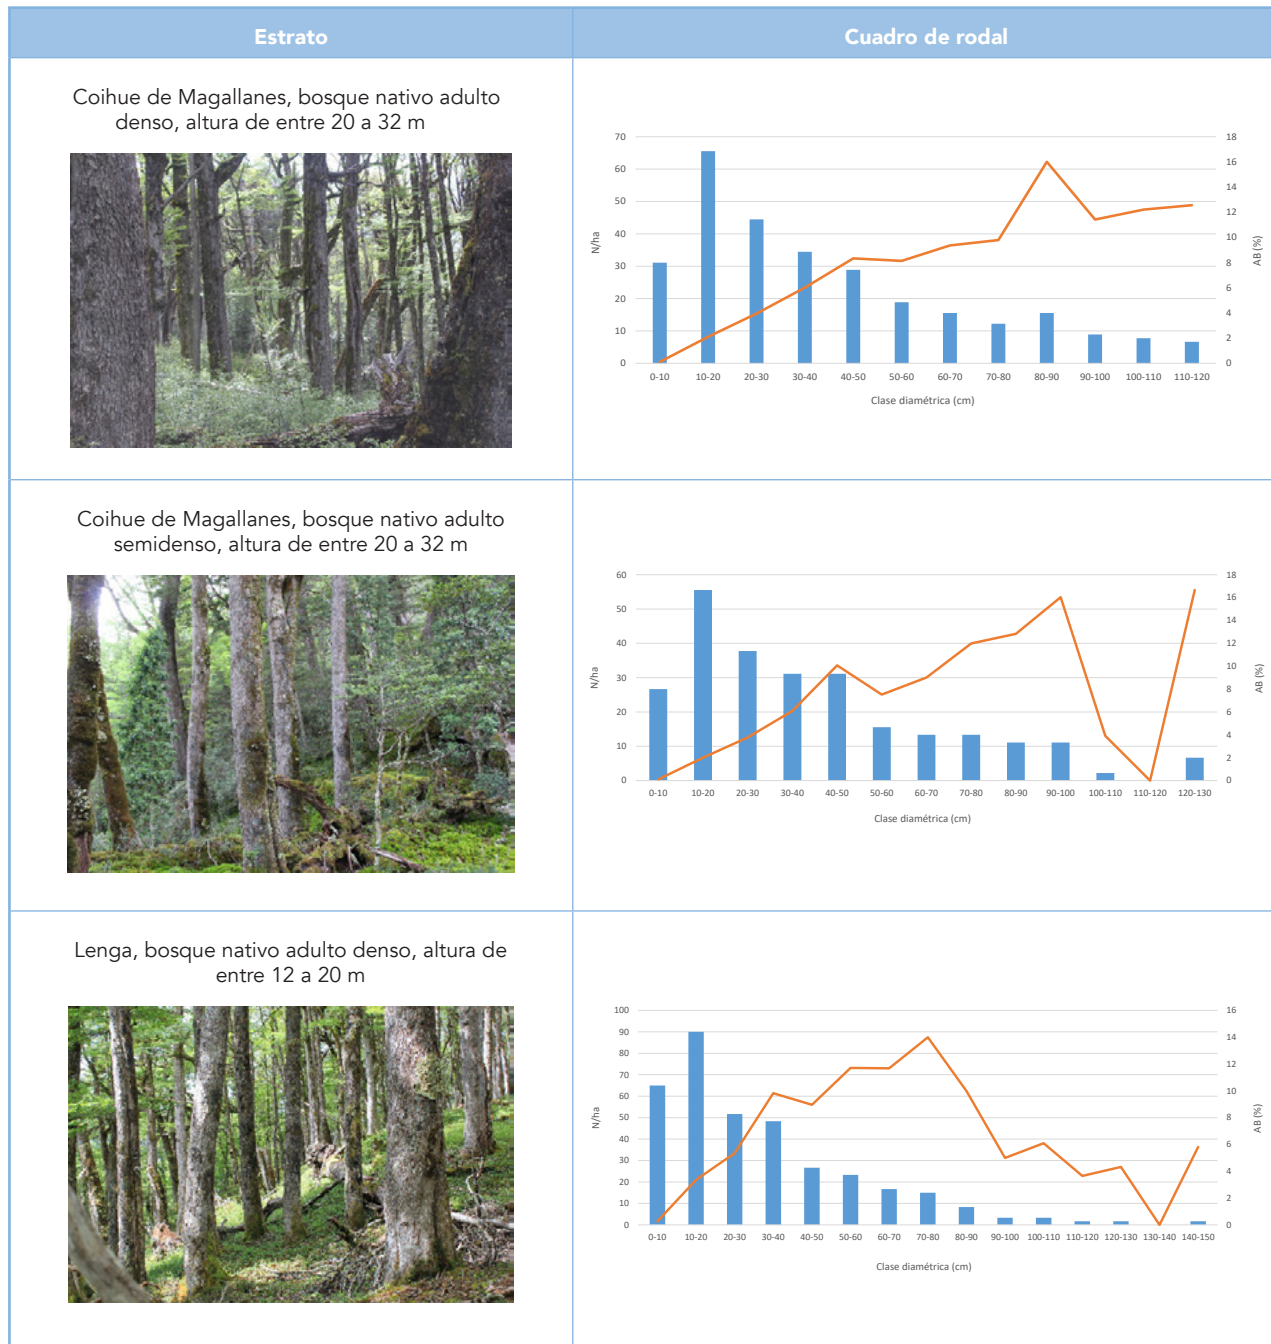 Estrato
Cuadro de rodal
Coihue de Magallanes, bosque nativo adulto
denso, altura de entre 20 a 32 m
70
60
50
40
30
20
10
0
N/ha
18
16
14
12
10
8
6
4
2
0
AB (%)
0-10 10-20 20-30 30-40 40-50 50-60 60-70 70-80 80-90 90-100 100-110 110-120
Clase diamétrica (cm)
Coihue de Magallanes, bosque nativo adulto
semidenso, altura de entre 20 a 32 m
60
50
40
30
20
10
0
N/ha
18
16
14
12
10
8
6
4
2
0
AB (%)
0-10 10-20 20-30 30-40 40-50 50-60 60-70 70-80 80-90 90-100 100-110 110-120 120-130
Clase diamétrica (cm)
Lenga, bosque nativo adulto denso, altura de
entre 12 a 20 m
100
90
80
70
60
50
40
30
20
10
0
N/ha
16
14
12
10
8
6
4
2
0
AB (%)
0-10 10-20 20-30 30-40 40-50 50-60 60-70 70-80 80-90 90-100 100-110 110-120 120-130 130-140 140-150
Clase diamétrica (cm)